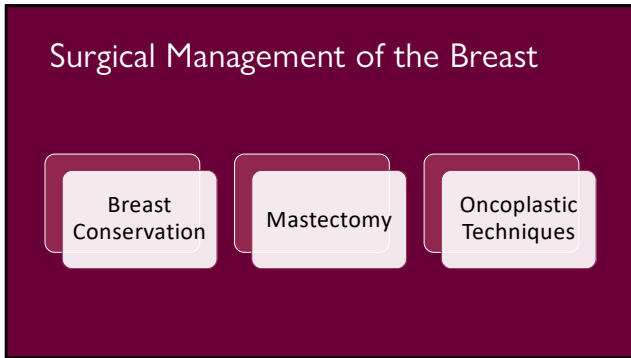 Surgical Management of the Breast
Breast
Conservation
Mastectomy
Oncoplastic
Techniques